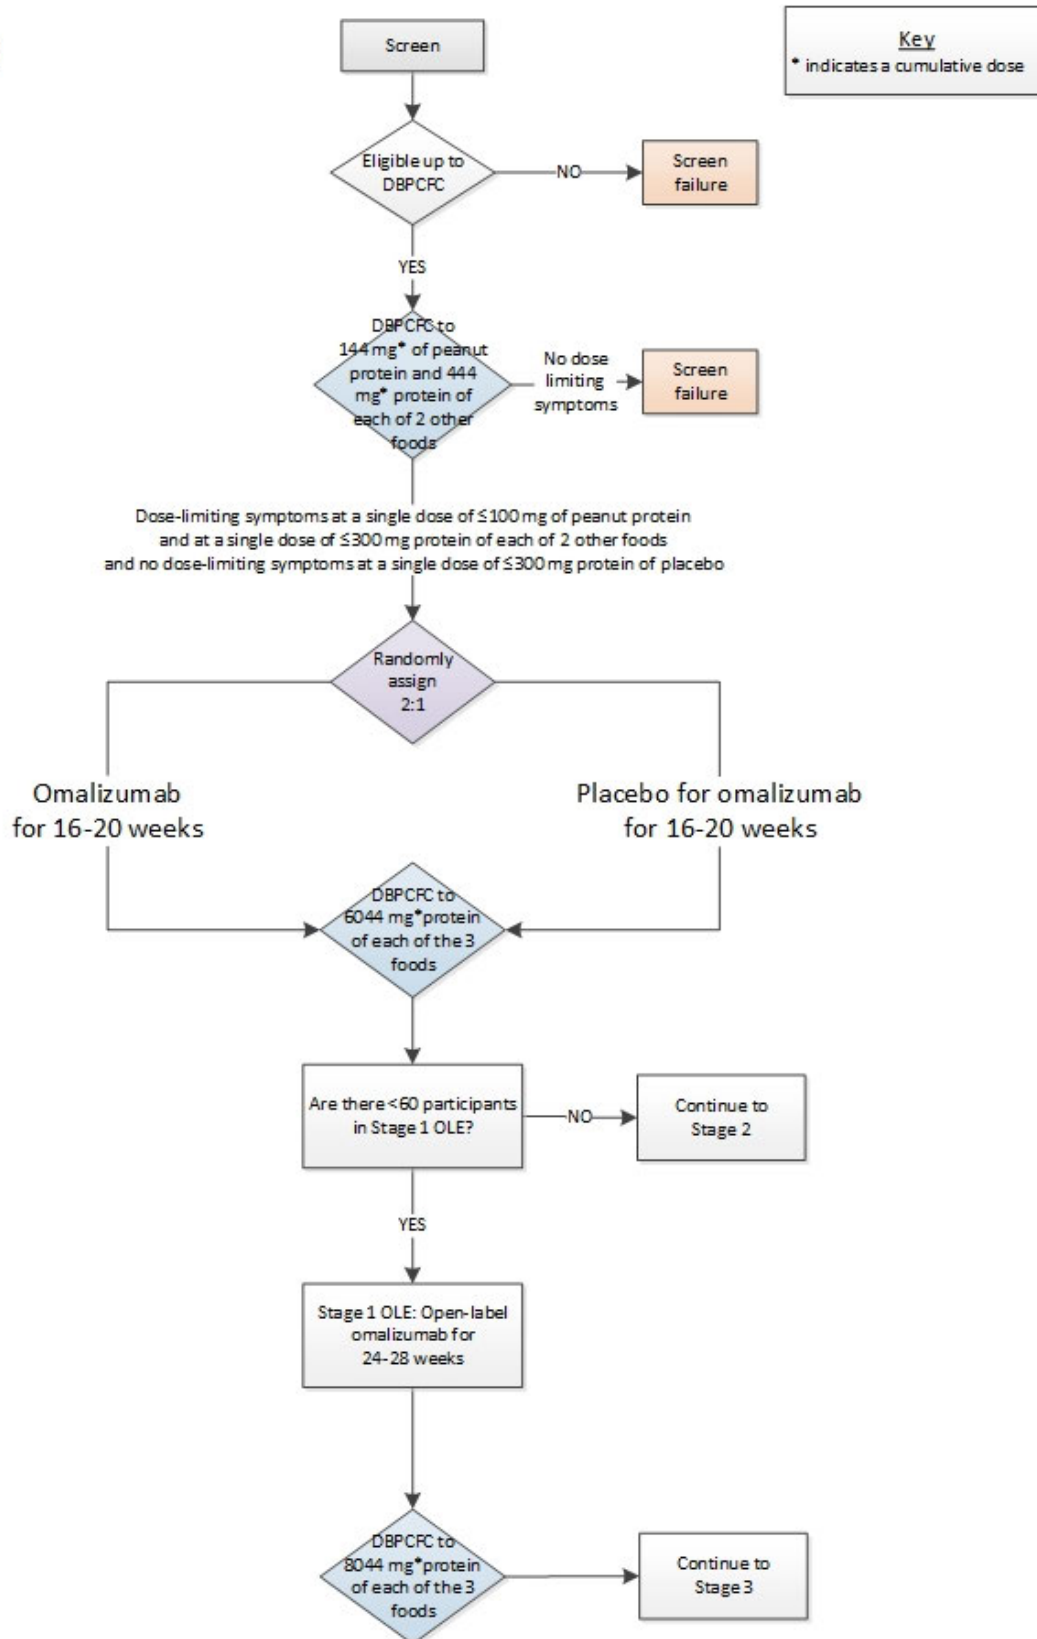 Screen
Key
* indicates a cumulative dose
Eligible up to
DBPCFC
NO
Screen
failure
YES
DBPCFC to
144 mg* of peanut
protein and 444
mg* protein of
each of 2 other
foods
No dose
limiting
symptoms
Screen
failure
Dose-limiting symptoms at a single dose of ≤100 mg of peanut protein
and at a single dose of ≤300 mg protein of each of 2 other foods
and no dose-limiting symptoms at a single dose of ≤300 mg protein of placebo
Randomly
assign
2:1
Omalizumab
for 16-20 weeks
Placebo for omalizumab
for 16-20 weeks
DBPCFC to
6044 mg*protein
of each of the 3
foods
Are there <60 participants
in Stage 1 OLE?
NO
Continue to
Stage 2
YES
Stage 1 OLE: Open-label
omalizumab for
24-28 weeks
DBPCFC to
8044 mg*protein
of each of the 3
foods
Continue to
Stage 3